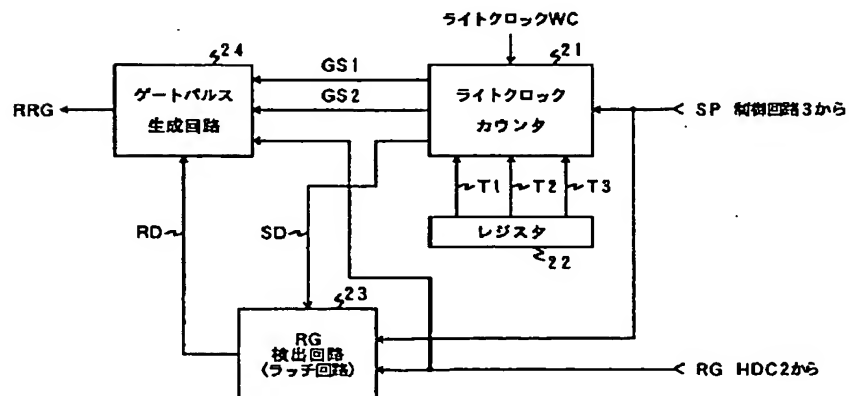 ライトクロックWC
24
21
GS1
ゲートパルス
生成回路
RRG
GS2
ライトクロック
カウンタ
SP 制御回路3から
T1
T2
T3
RD
SD
レジスタ
22
23
RG
検出回路
(ラッチ回路)
RG HDC2から